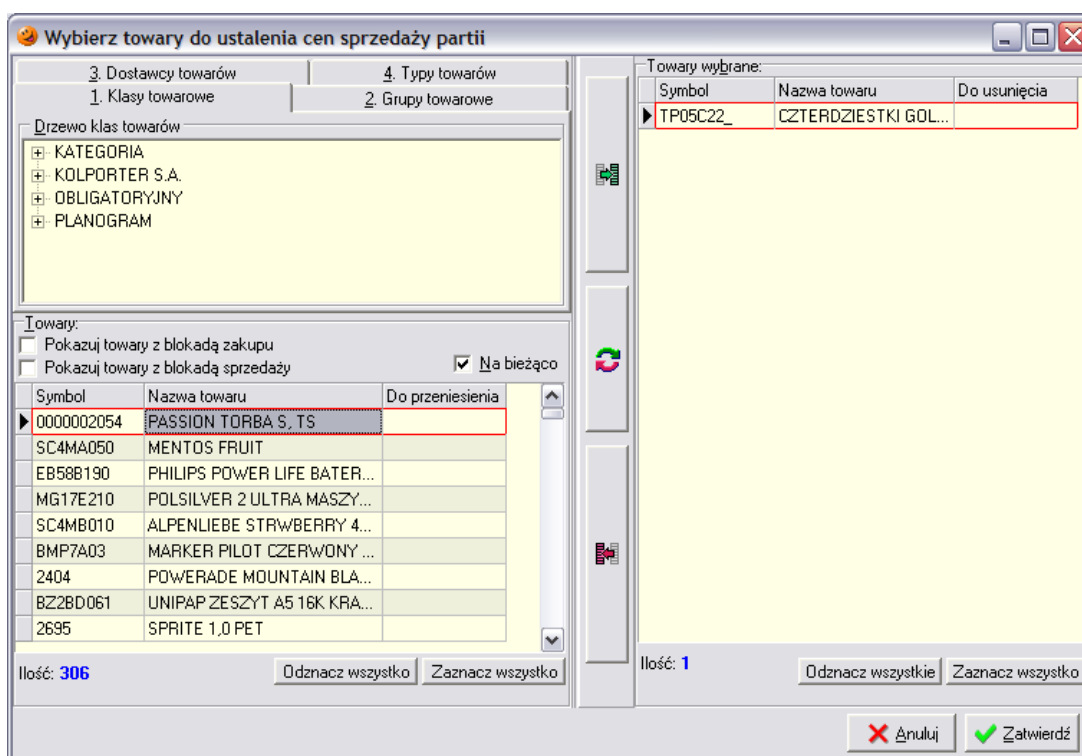 Wybierz towary do ustalenia cen sprzedaży partii
3. Dostawcy towarów
4. Typy towarów
1. Klasy towarowe
2. Grupy towarowe
Drzewo klas towarów
KATEGORIA
KOLPORTER S.A.
OBLIGATORYJNY
PLANOGRAM
Towary:
Pokazuj towary z blokadą zakupu
Pokazuj towary z blokadą sprzedaży
Na bieżąco
Symbol Nazwa towaru Do przeniesienia
0000002054 PASSION TORBA S, TS
SC4MA050 MENTOS FRUIT
EB58B190 PHILIPS POWER LIFE BATER...
MG17E210 POLSILVER 2 ULTRA MASZY...
SC4MB010 ALPENLIEBE STRWBERRY 4...
BMP7A03 MARKER PILOT CZERWONY ...
2404 POWERADE MOUNTAIN BLA...
BZ2BD061 UNIPAP ZESZYT A5 16K KRA...
2695 SPRITE 1,0 PET
Ilość: 306
Odznacz wszystko
Zaznacz wszystko
Towary wybrane:
Symbol Nazwa towaru Do usunięcia
TP05C22_ CZTERDZIESTKI GOL...
Ilość: 1
Odznacz wszystkie
Zaznacz wszystko
Anuluj
Zatwierdź